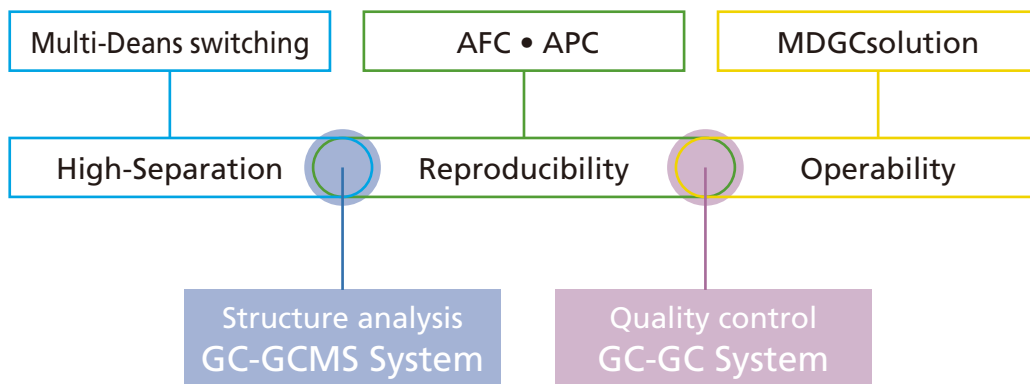 Multi-Deans switching
AFC • APC
MDGCsolution
High-Separation
Reproducibility
Operability
Structure analysis
GC-GCMS System
Quality control
GC-GC System